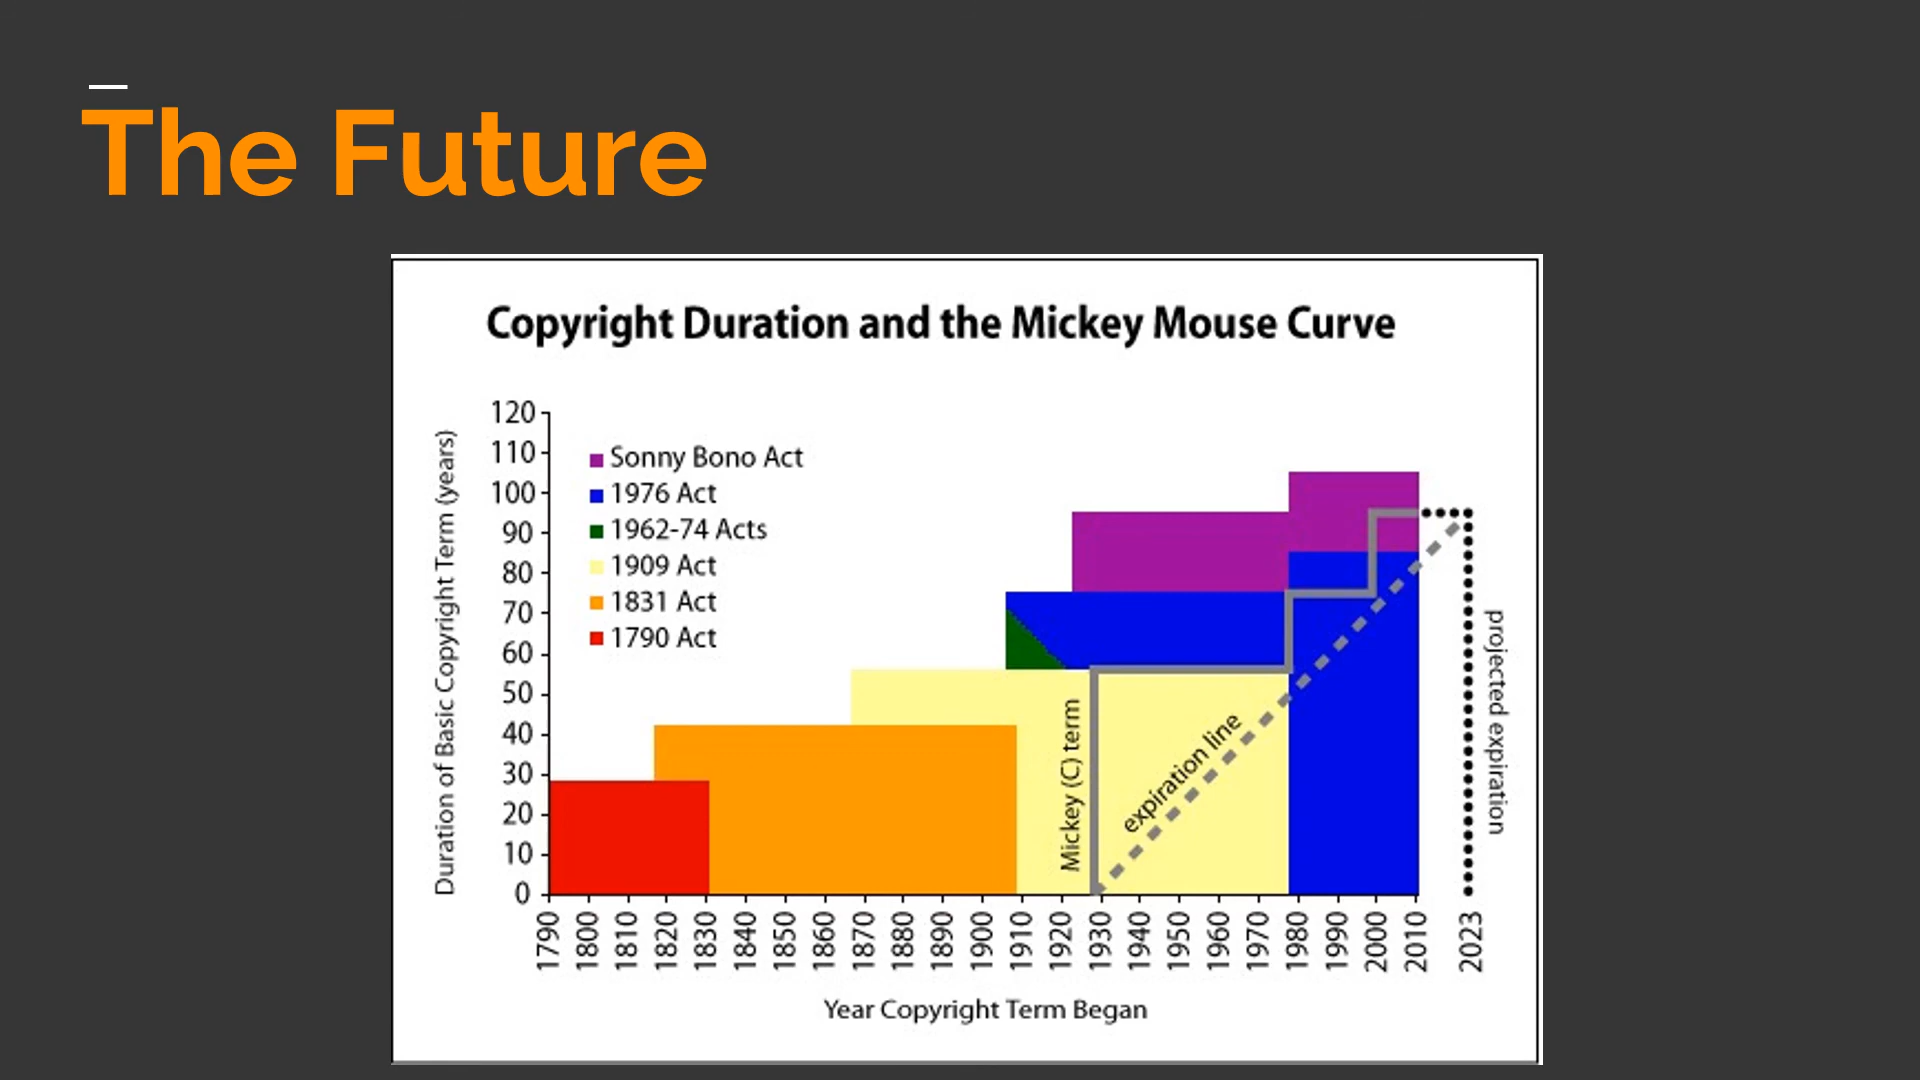 The Future
Copyright Duration and the Mickey Mouse Curve
Duration of Basic Copyright Term (years)
120
110
100
90
80
70
60
50
40
30
20
10
0
Sonny Bono Act
1976 Act
1962-74 Acts
1909 Act
1831 Act
1790 Act
Mickey (C) term
expiration line
projected expiration
1790
1800
1810
1820
1830
1840
1850
1860
1870
1880
1890
1900
1910
1920
1930
1940
1950
1960
1970
1980
1990
2000
2010
2023
Year Copyright Term Began